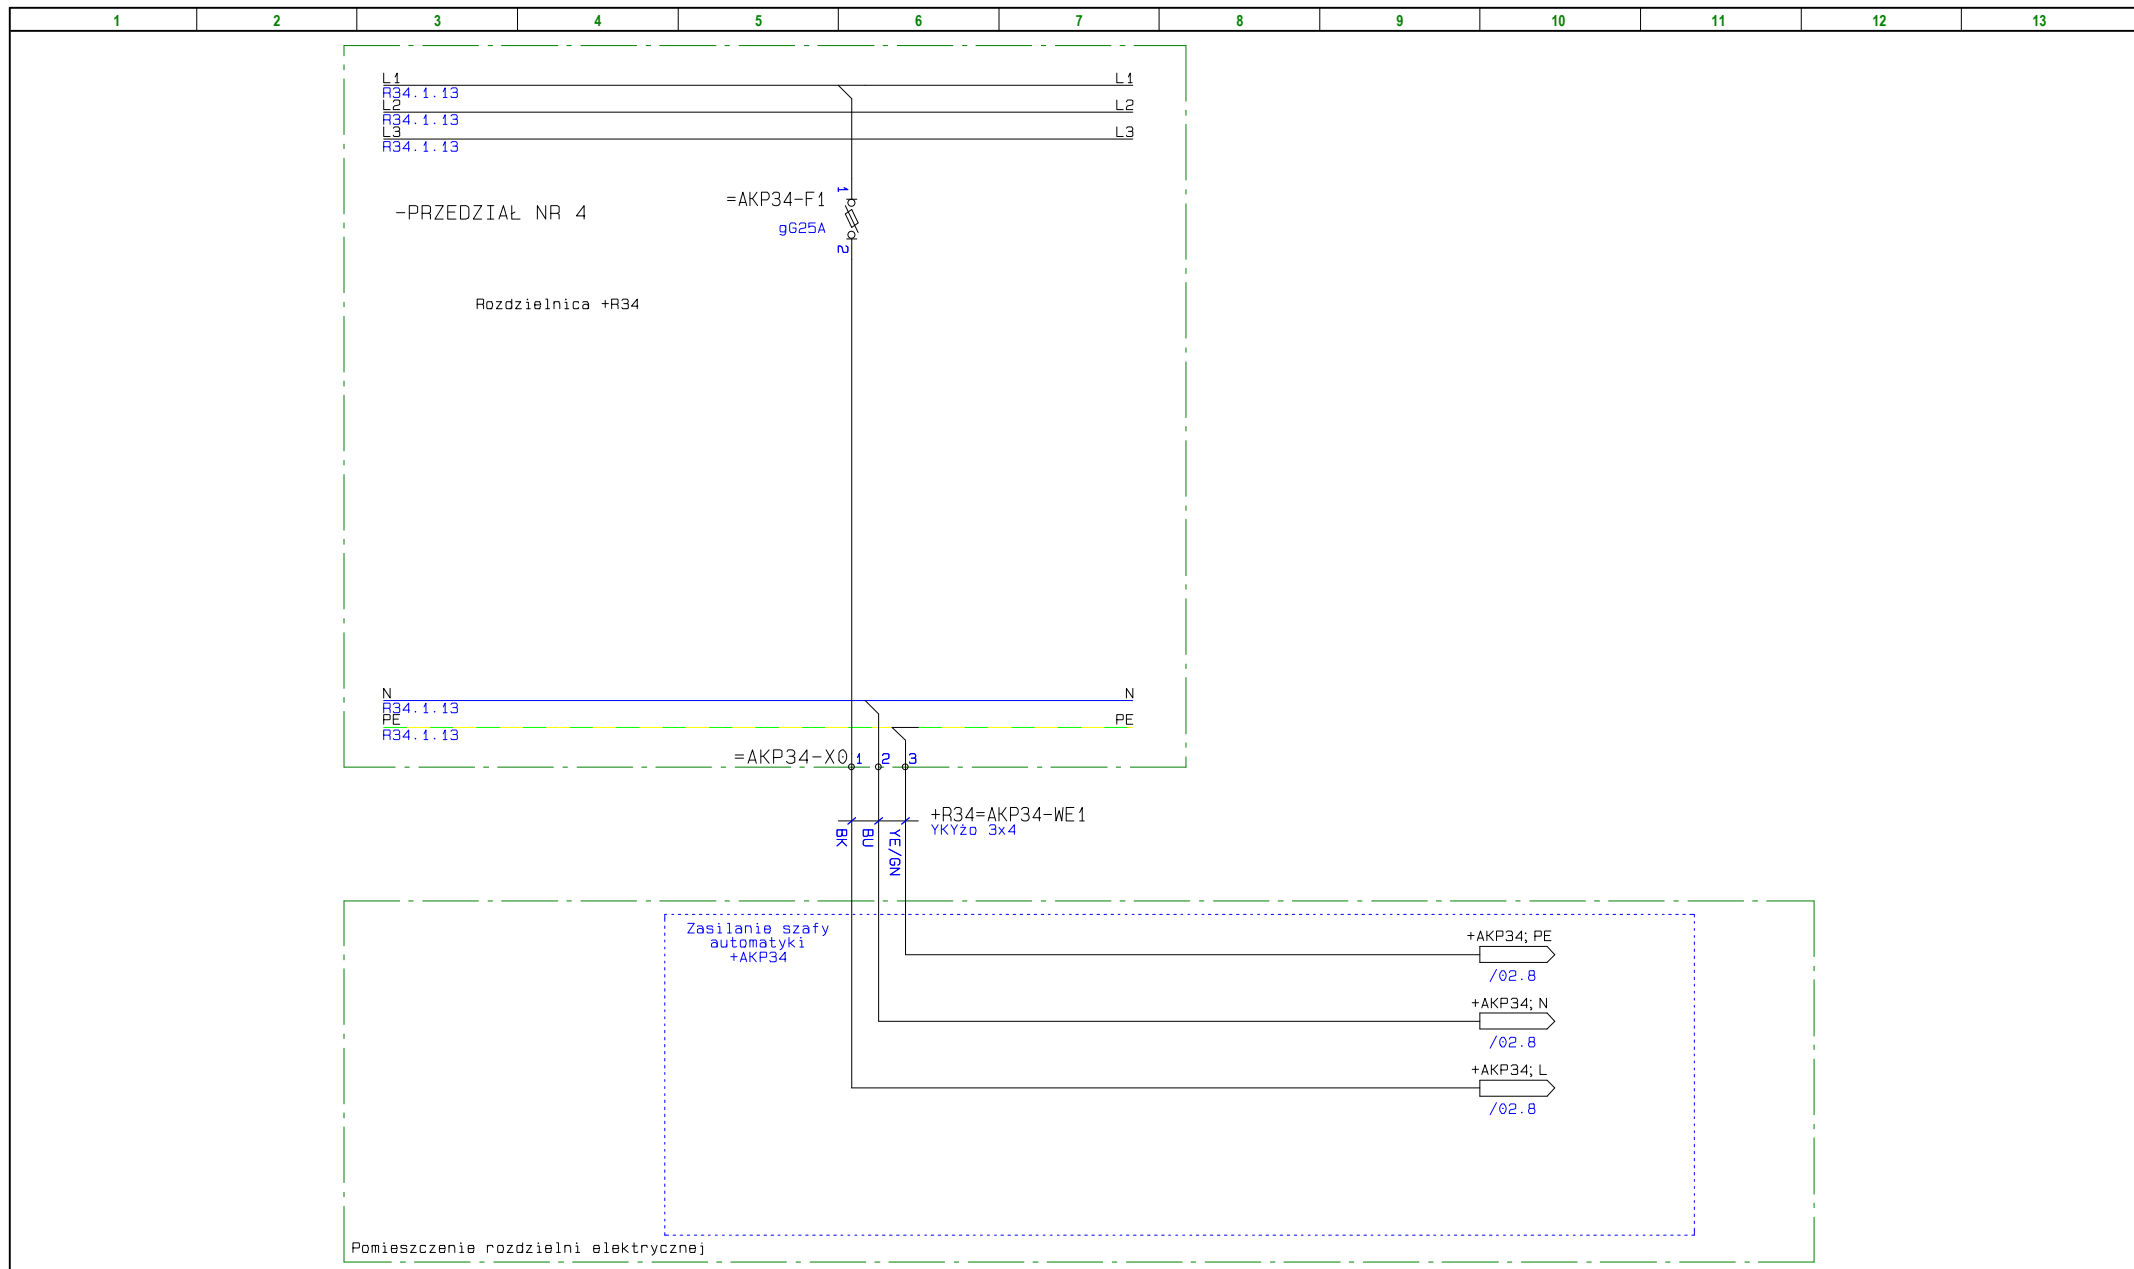 1 2 3 4 5 6 7 8 9 10 11 12 13
L1 L1
R34.1.13
L2 L2
R34.1.13
L3 L3
R34.1.13
1
=AKP34-F1
-PRZEDZIAŁ NR 4
gG25A
2
Rozdzielnica +R34
N N
R34.1.13
PE PE
R34.1.13
=AKP34-X0 1 2 3
+R34=AKP34-WE1
YKYżo 3x4
BK BU YE/GN
Zasilanie szafy
automatyki
+AKP34
+AKP34; PE
/02.8
+AKP34; N
/02.8
+AKP34; L
/02.8
Pomieszczenie rozdzielni elektrycznej